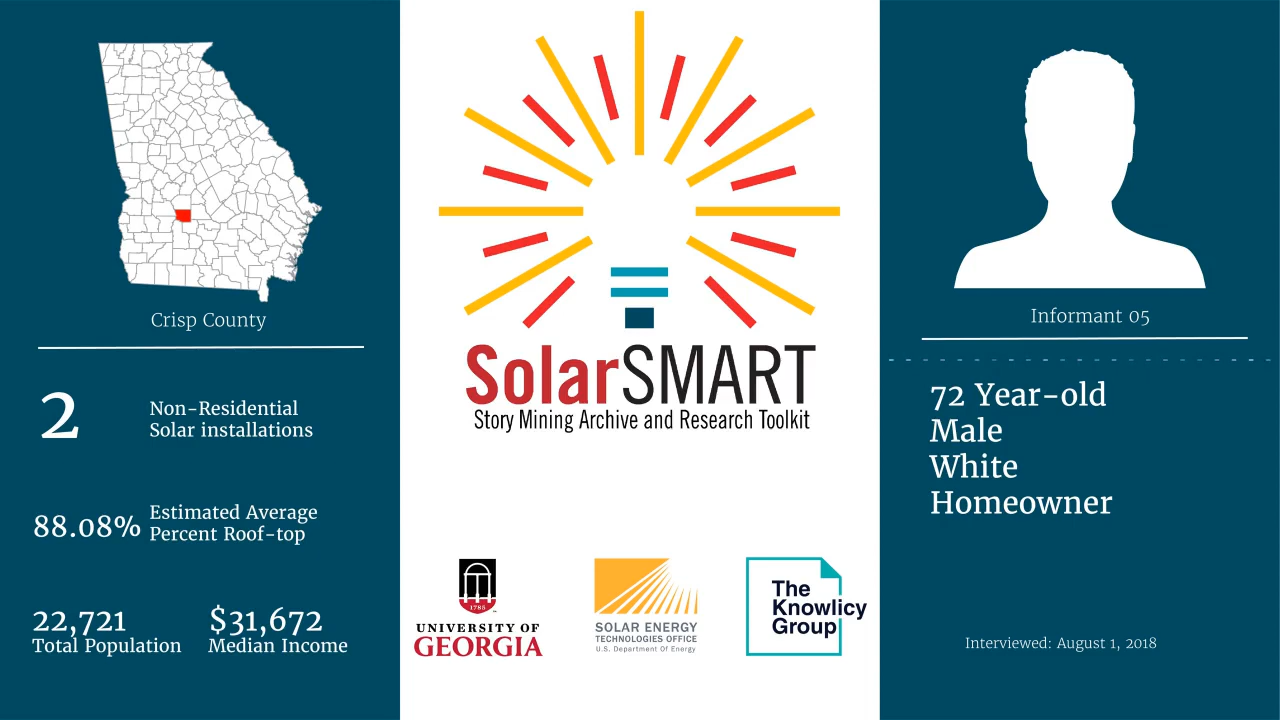 Crisp County
2
Non-Residential
Solar installations
88.08%
Estimated Average
Percent Roof-top
22,721
Total Population
$31,672
Median Income
SolarSMART
Story Mining Archive and Research Toolkit
1785
UNIVERSITY OF
GEORGIA
SOLAR ENERGY
TECHNOLOGIES OFFICE
U.S. Department Of Energy
The
Knowlicy
Group
Informant 05
72 Year-old
Male
White
Homeowner
Interviewed: August 1, 2018